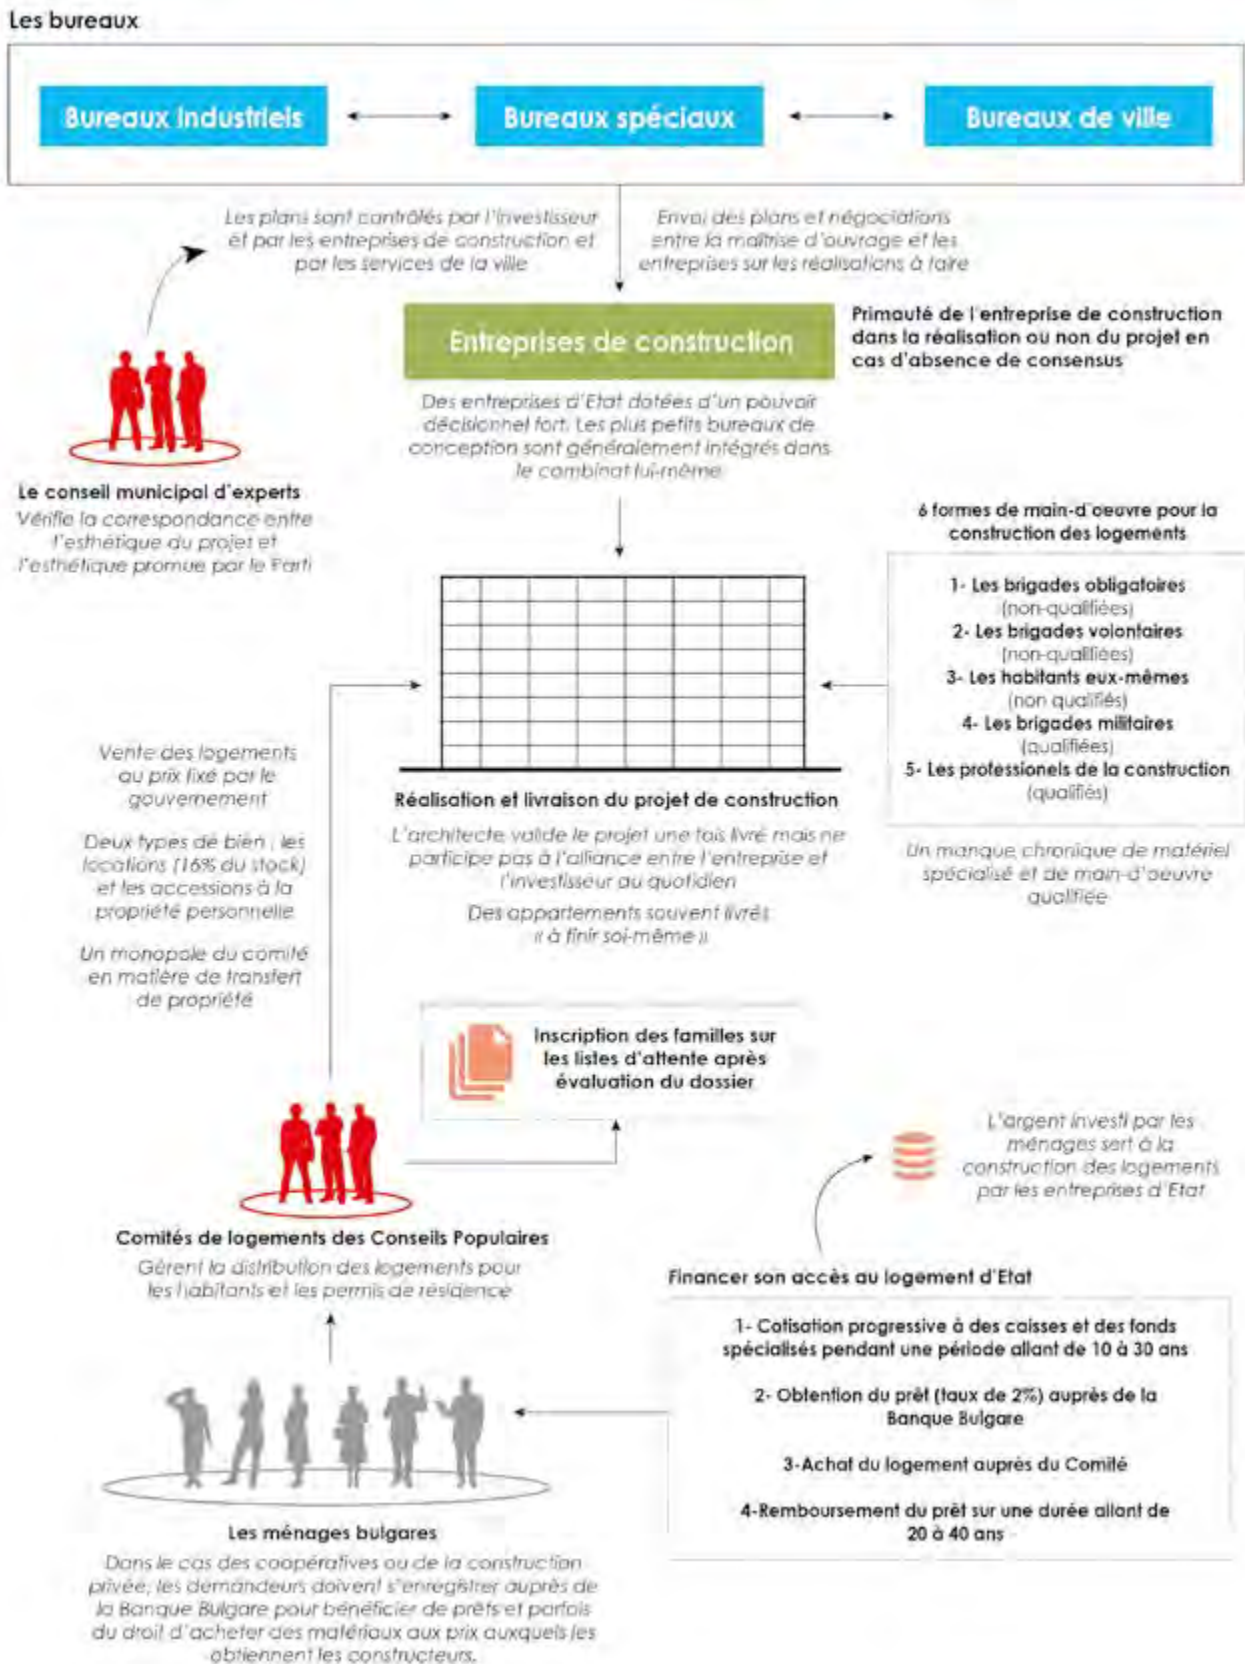 Les bureaux
Bureaux industriels
Bureaux spéciaux
Bureaux de ville
Les plans sont contrôlés par l'investisseur
et par les entreprises de construction et
par les services de la ville
Envoi des plans et négociations
entre la maîtrise d'ouvrage et les
entreprises sur les réalisations à faire
Entreprises de construction
Primauté de l'entreprise de construction
dans la réalisation ou non du projet en
cas d'absence de consensus
Des entreprises d'Etat dotées d'un pouvoir
décisionnel fort. Les plus petits bureaux de
conception sont généralement intégrés dans
le combinat lui-même
Le conseil municipal d'experts
Vérifie la correspondance entre
l'esthétique du projet et
l'esthétique promue par le Parti
6 formes de main-d'oeuvre pour la
construction des logements
1- Les brigades obligatoires
(non-qualifiées)
2- Les brigades volontaires
(non-qualifiées)
3- Les habitants eux-mêmes
(non qualifiés)
4- Les brigades militaires
(qualifiées)
5- Les professionels de la construction
(qualifiés)
Un manque chronique de matériel
spécialisé et de main-d'oeuvre
qualifiée
Réalisation et livraison du projet de construction
L'architecte valide le projet une fois livré mais ne
participe pas à l'alliance entre l'entreprise et
l'investisseur au quotidien
Des appartements souvent livrés
« à finir soi-même »
Vente des logements
au prix fixé par le
gouvernement
Deux types de bien : les
locations (16% du stock)
et les accessions à la
propriété personnelle
Un monopole du comité
en matière de transfert
de propriété
Inscription des familles sur
les listes d'attente après
évaluation du dossier
Comités de logements des Conseils Populaires
Gèrent la distribution des logements pour
les habitants et les permis de résidence
L'argent investi par les
ménages sert à la
construction des logements
par les entreprises d'Etat
Financer son accès au logement d'Etat
1- Cotisation progressive à des caisses et des fonds
spécialisés pendant une période allant de 10 à 30 ans
2- Obtention du prêt (taux de 2%) auprès de la
Banque Bulgare
3-Achat du logement auprès du Comité
4-Remboursement du prêt sur une durée allant de
20 à 40 ans
Les ménages bulgares
Dans le cas des coopératives ou de la construction
privée, les demandeurs doivent s'enregistrer auprès de
la Banque Bulgare pour bénéficier de prêts et parfois
du droit d'acheter des matériaux aux prix auxquels les
obtiennent les constructeurs.